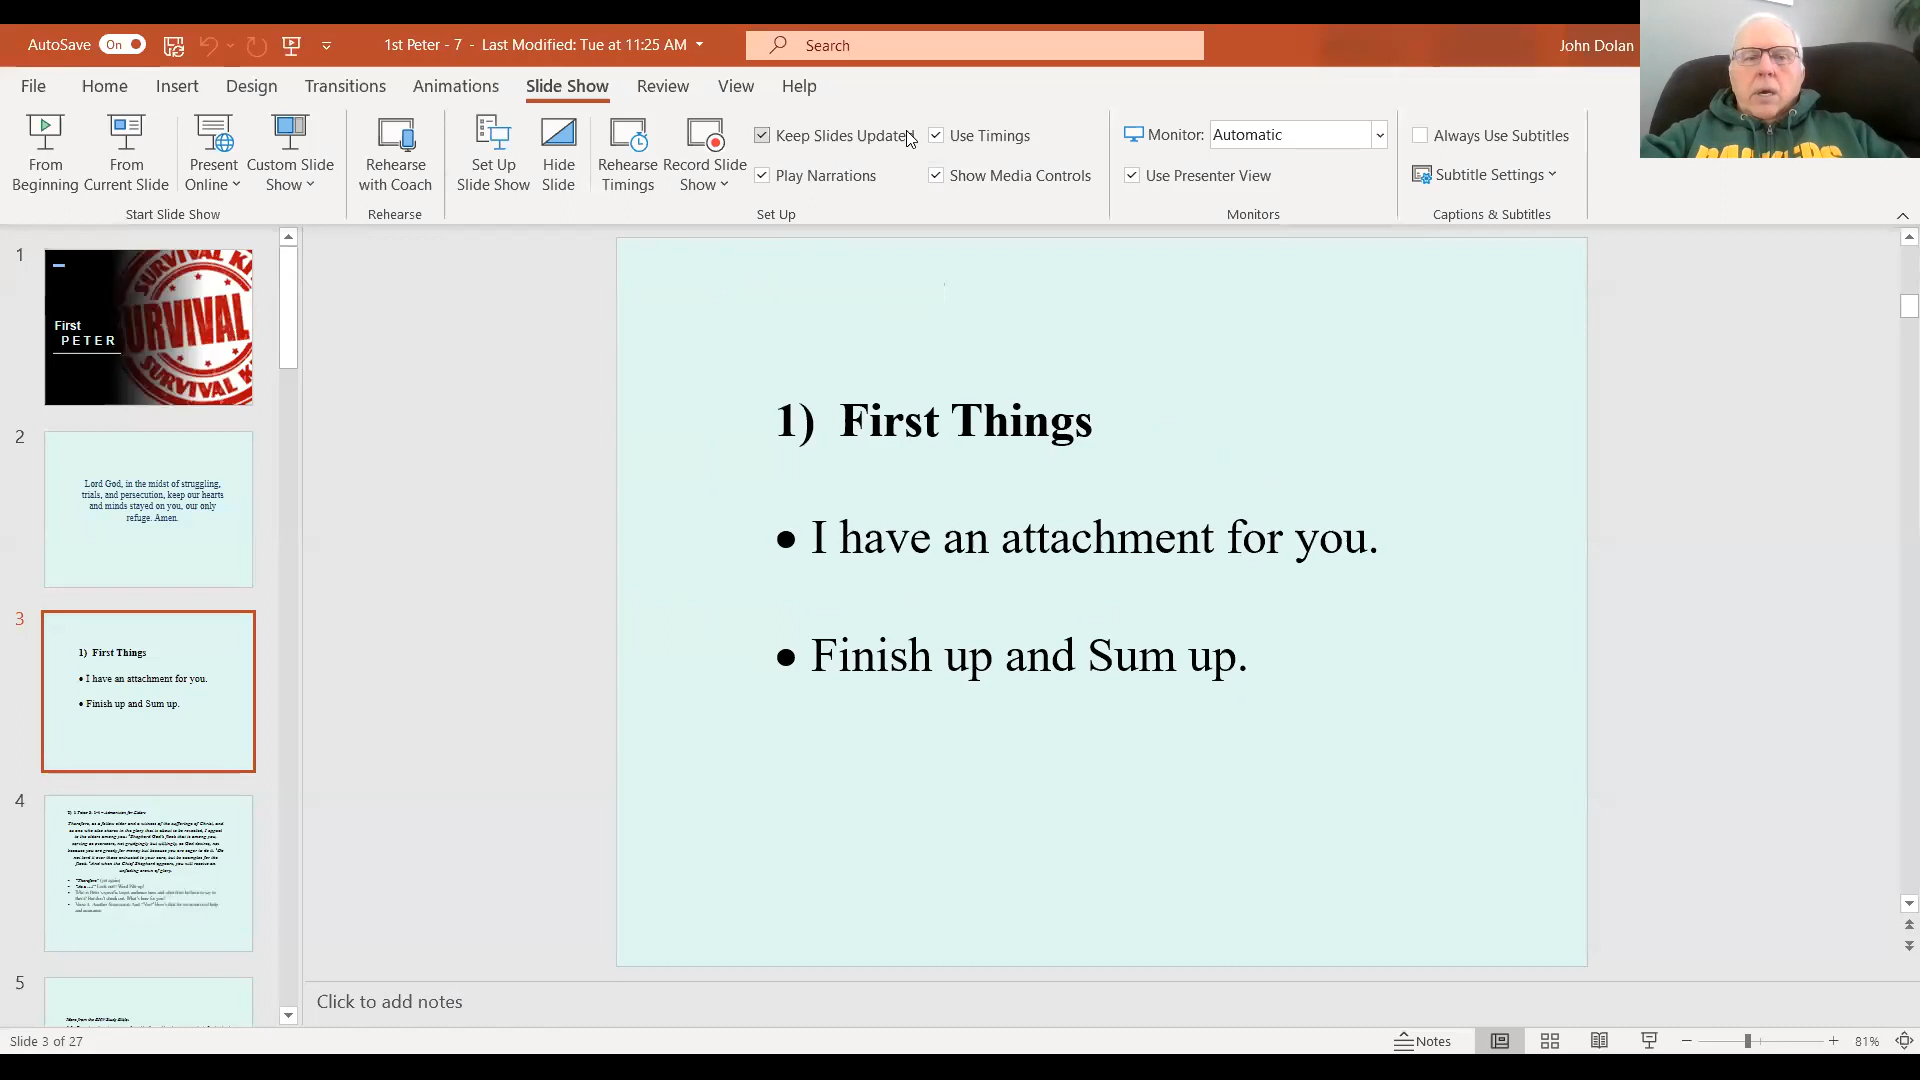 AutoSave On
1st Peter - 7 - Last Modified: Tue at 11:25 AM
Search
John Dolan
File Home Insert Design Transitions Animations Slide Show Review View Help
From Beginning
From Current Slide
Present Online
Custom Slide Show
Rehearse with Coach
Set Up Slide Show
Hide Slide
Rehearse Timings
Record Slide Show
Keep Slides Updated
Use Timings
Play Narrations
Show Media Controls
Monitor: Automatic
Use Presenter View
Always Use Subtitles
Subtitle Settings
Start Slide Show
Rehearse
Set Up
Monitors
Captions & Subtitles
1
First
PETER
2
Lord God, in the midst of struggling,
trials, and persecution, keep our hearts
and minds stayed on you, our only
refuge. Amen.
3
1) First Things
• I have an attachment for you.
• Finish up and Sum up.
4
5
1) First Things
• I have an attachment for you.
• Finish up and Sum up.
Click to add notes
Slide 3 of 27
Notes
81%